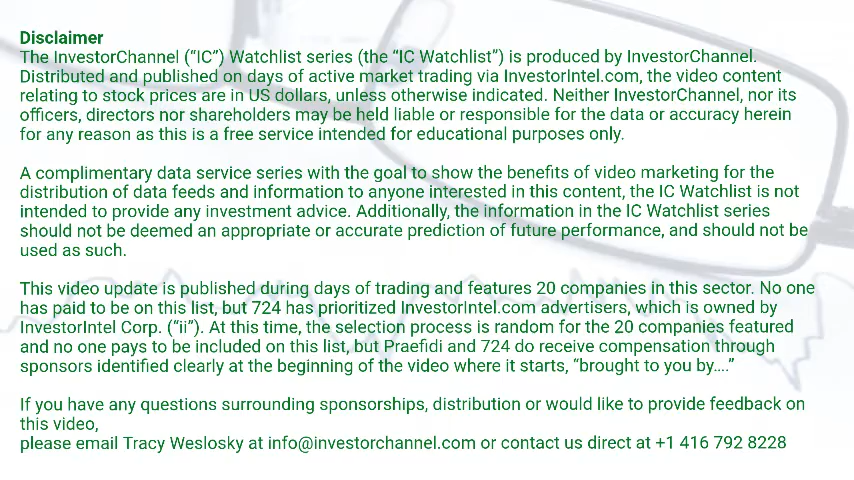 Disclaimer
The InvestorChannel (“IC”) Watchlist series (the “IC Watchlist”) is produced by InvestorChannel.
Distributed and published on days of active market trading via InvestorIntel.com, the video content
relating to stock prices are in US dollars, unless otherwise indicated. Neither InvestorChannel, nor its
officers, directors nor shareholders may be held liable or responsible for the data or accuracy herein
for any reason as this is a free service intended for educational purposes only.
A complimentary data service series with the goal to show the benefits of video marketing for the
distribution of data feeds and information to anyone interested in this content, the IC Watchlist is not
intended to provide any investment advice. Additionally, the information in the IC Watchlist series
should not be deemed an appropriate or accurate prediction of future performance, and should not be
used as such.
This video update is published during days of trading and features 20 companies in this sector. No one
has paid to be on this list, but 724 has prioritized InvestorIntel.com advertisers, which is owned by
InvestorIntel Corp. (“ii”). At this time, the selection process is random for the 20 companies featured
and no one pays to be included on this list, but Praefidi and 724 do receive compensation through
sponsors identified clearly at the beginning of the video where it starts, “brought to you by....”
If you have any questions surrounding sponsorships, distribution or would like to provide feedback on
this video,
please email Tracy Weslosky at info@investorchannel.com or contact us direct at +1 416 792 8228